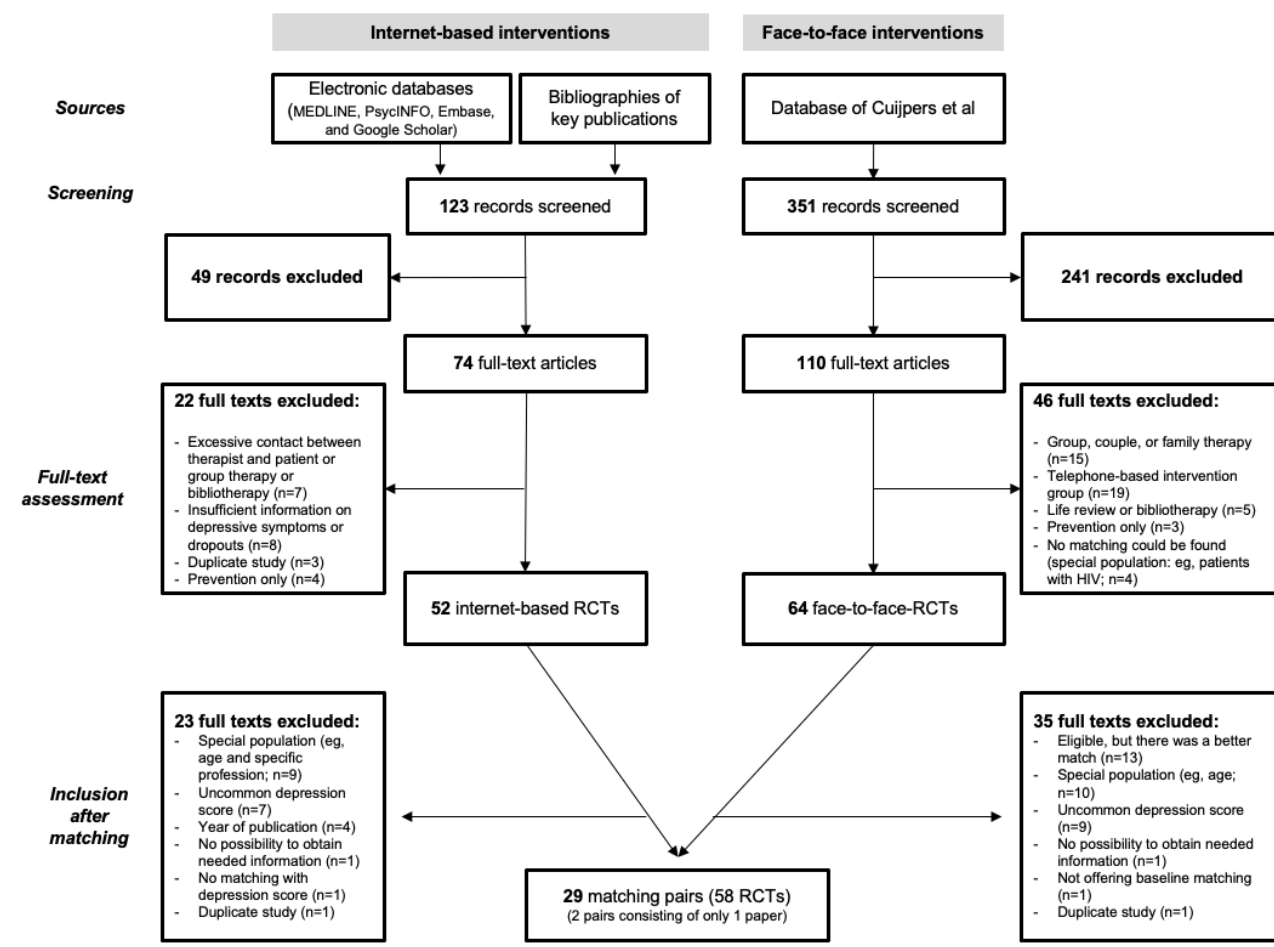 Internet-based interventions
Face-to-face interventions
Sources
Electronic databases
(MEDLINE, PsycINFO, Embase,
and Google Scholar)
Bibliographies of
key publications
Database of Cuijpers et al
Screening
123 records screened
351 records screened
49 records excluded
241 records excluded
74 full-text articles
110 full-text articles
Full-text
assessment
22 full texts excluded:
- Excessive contact between
therapist and patient or
group therapy or
bibliotherapy (n=7)
- Insufficient information on
depressive symptoms or
dropouts (n=8)
- Duplicate study (n=3)
- Prevention only (n=4)
46 full texts excluded:
- Group, couple, or family therapy
(n=15)
- Telephone-based intervention
group (n=19)
- Life review or bibliotherapy (n=5)
- Prevention only (n=3)
- No matching could be found
(special population: eg, patients
with HIV; n=4)
52 internet-based RCTs
64 face-to-face-RCTs
Inclusion
after
matching
23 full texts excluded:
- Special population (eg,
age and specific
profession; n=9)
- Uncommon depression
score (n=7)
- Year of publication (n=4)
- No possibility to obtain
needed information (n=1)
- No matching with
depression score (n=1)
- Duplicate study (n=1)
35 full texts excluded:
- Eligible, but there was a better
match (n=13)
- Special population (eg, age;
n=10)
- Uncommon depression score
(n=9)
- No possibility to obtain needed
information (n=1)
- Not offering baseline matching
(n=1)
- Duplicate study (n=1)
29 matching pairs (58 RCTs)
(2 pairs consisting of only 1 paper)